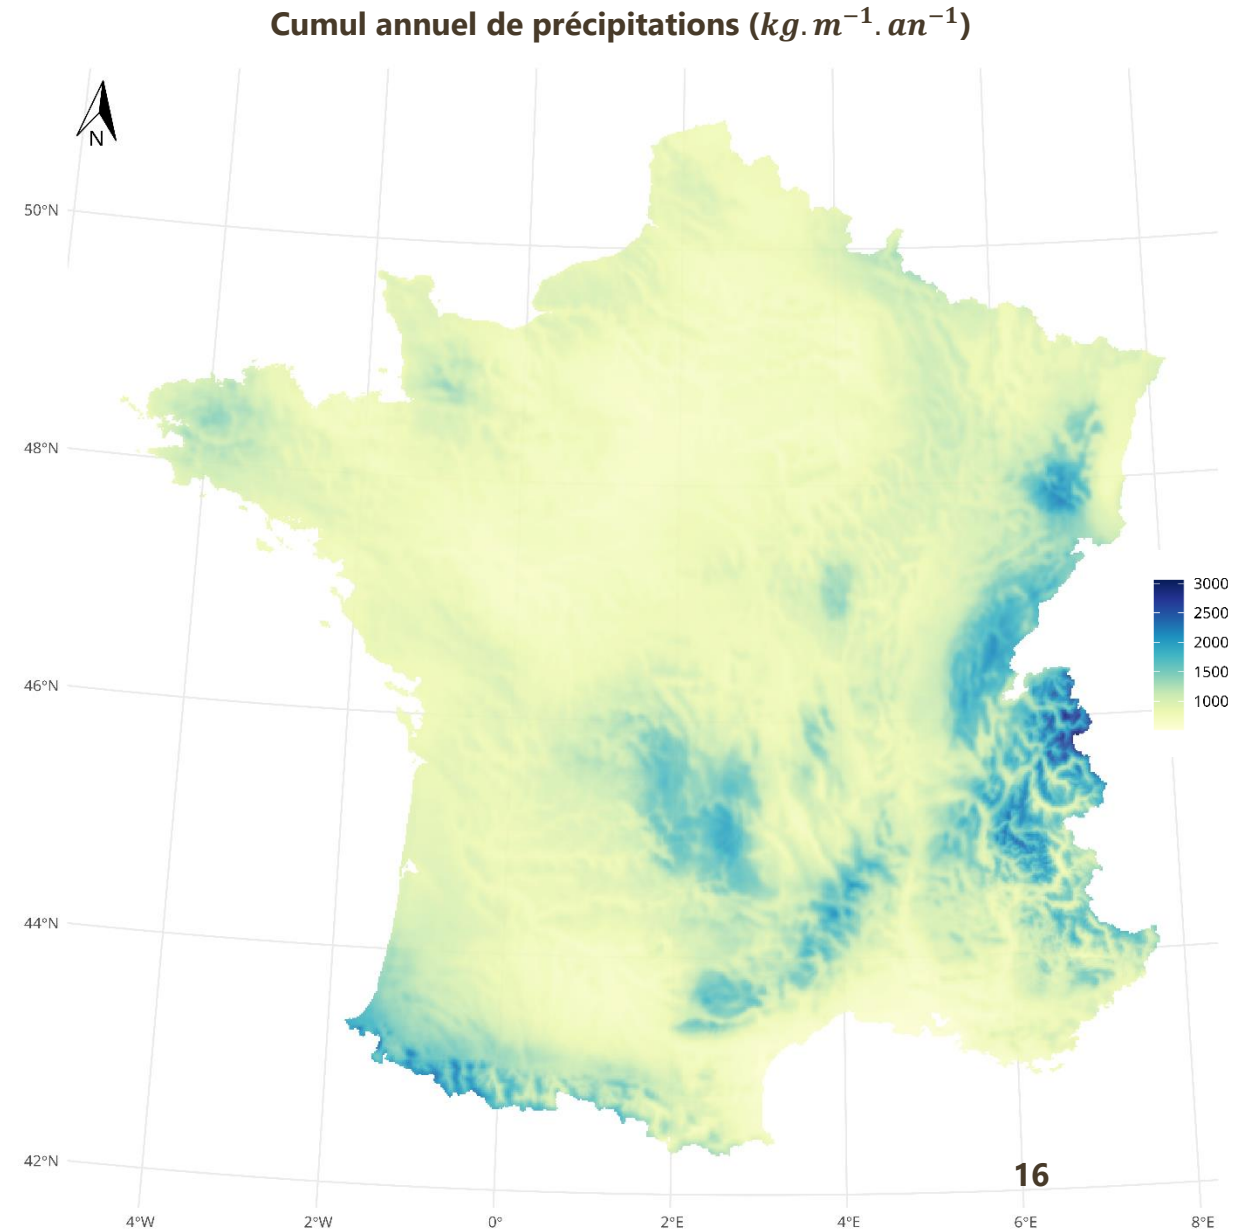 Cumul annuel de précipitations (kg.m⁻¹.an⁻¹)
N
50°N
48°N
46°N
44°N
42°N
3000
2500
2000
1500
1000
16
4°W 2°W 0° 2°E 4°E 6°E 8°E